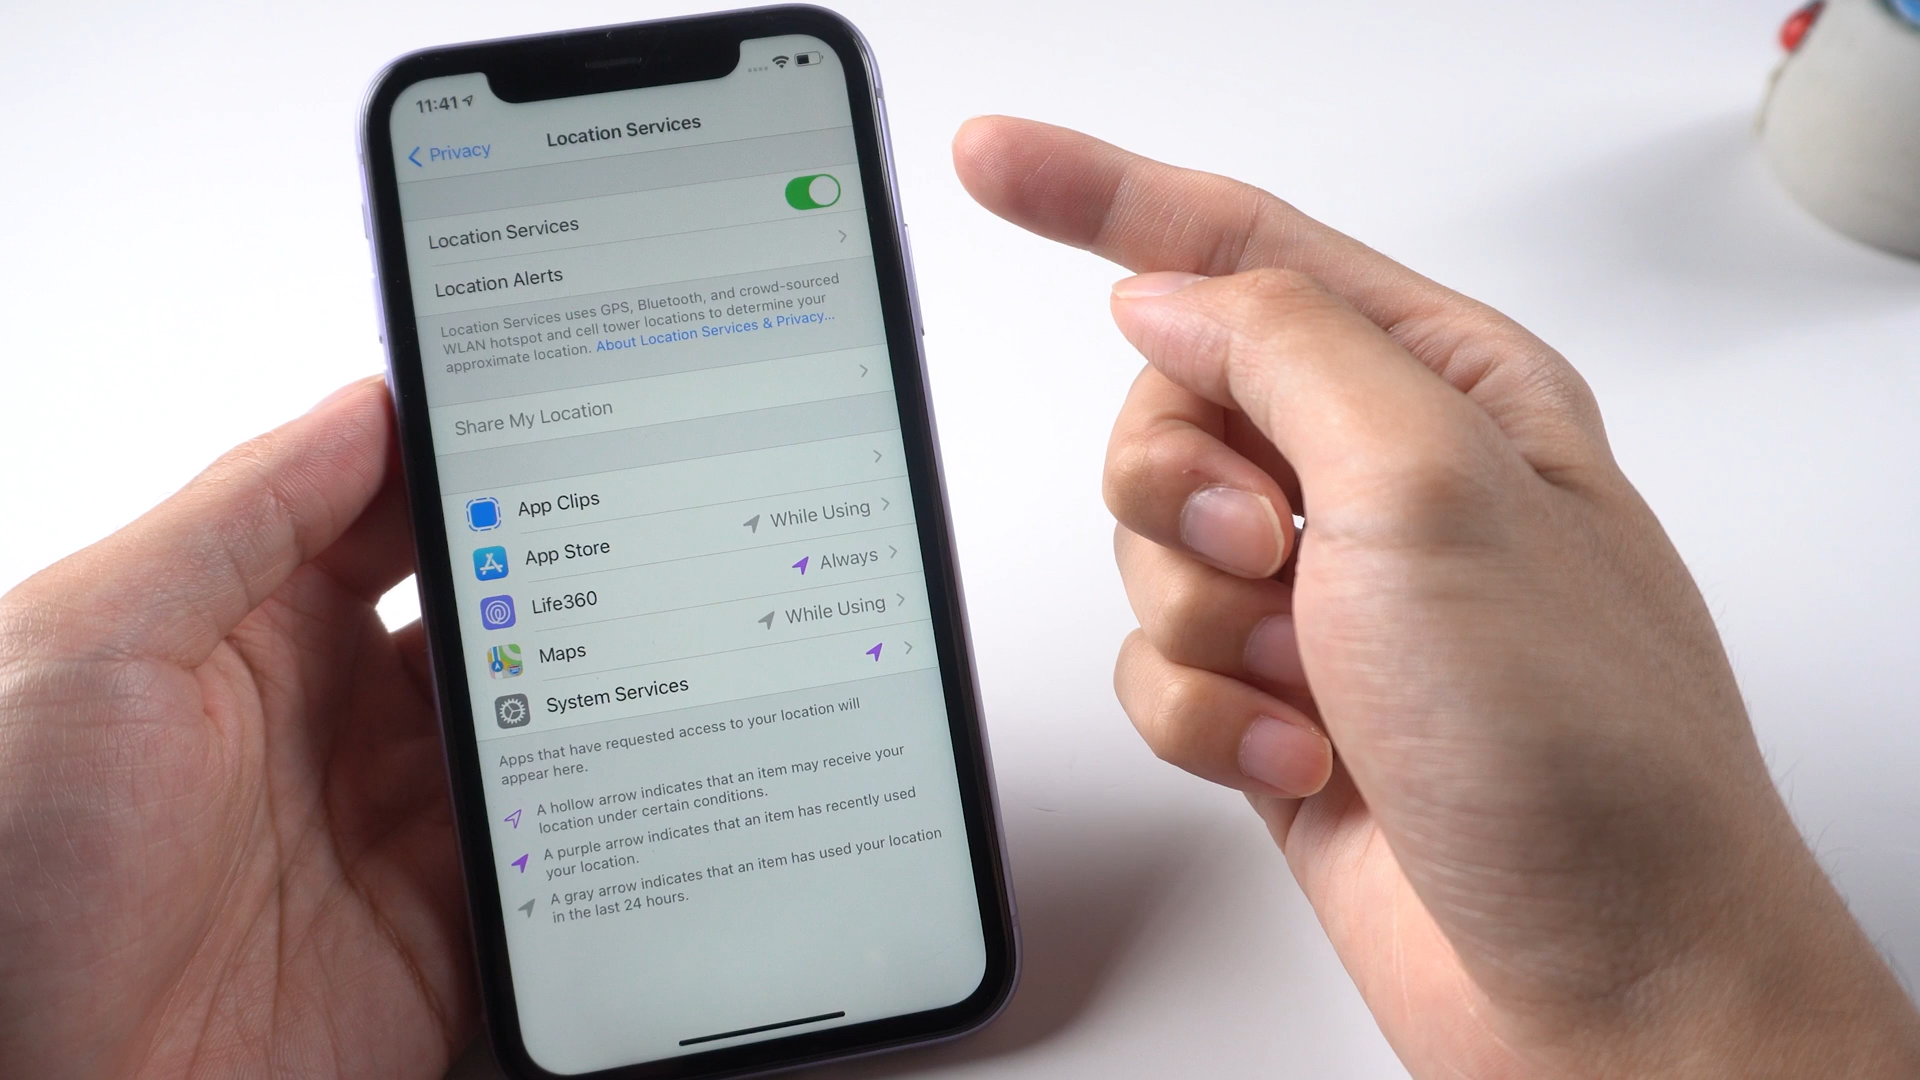 11:41
Privacy
Location Services
Location Services
Location Alerts
Location Services uses GPS, Bluetooth, and crowd-sourced
WLAN hotspot and cell tower locations to determine your
approximate location. About Location Services & Privacy...
Share My Location
App Clips
App Store While Using
Life360 Always
Maps While Using
System Services
Apps that have requested access to your location will
appear here.
A hollow arrow indicates that an item may receive your
location under certain conditions.
A purple arrow indicates that an item has recently used
your location.
A gray arrow indicates that an item has used your location
in the last 24 hours.